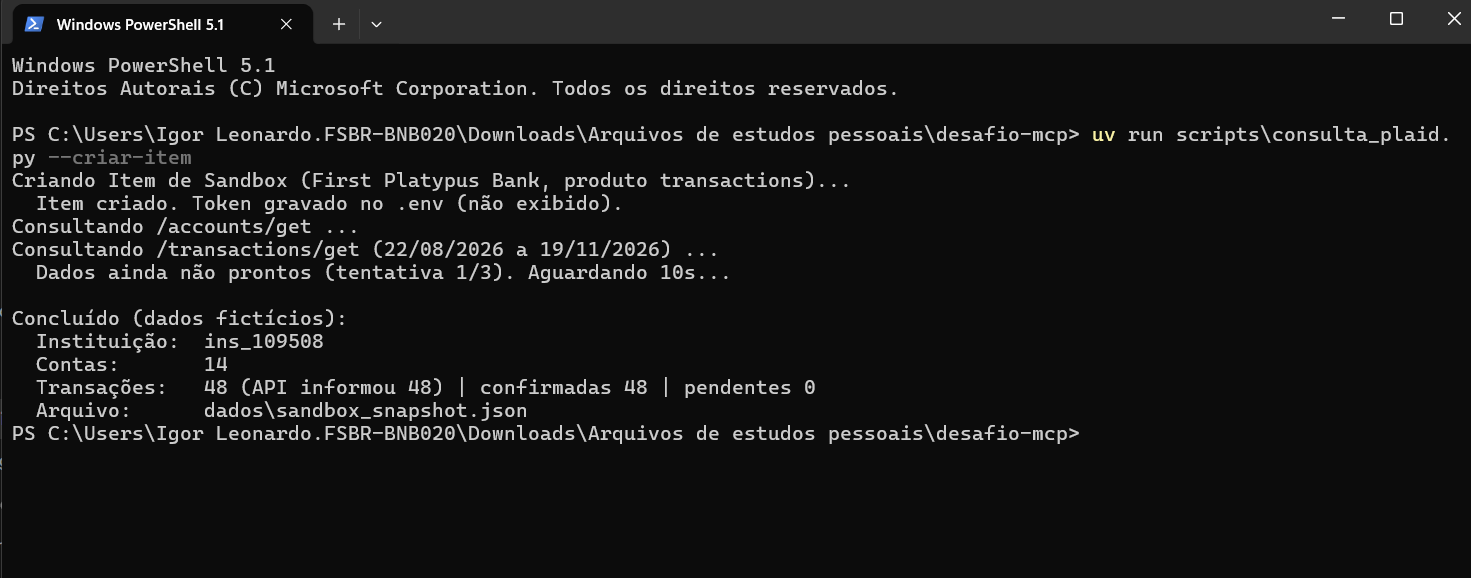 Windows PowerShell 5.1
Windows PowerShell 5.1
Direitos Autorais (C) Microsoft Corporation. Todos os direitos reservados.
PS C:\Users\Igor Leonardo.FSBR-BNB020\Downloads\Arquivos de estudos pessoais\desafio-mcp> uv run scripts\consulta_plaid.
py --criar-item
Criando Item de Sandbox (First Platypus Bank, produto transactions)...
  Item criado. Token gravado no .env (não exibido).
Consultando /accounts/get ...
Consultando /transactions/get (22/08/2026 a 19/11/2026) ...
  Dados ainda não prontos (tentativa 1/3). Aguardando 10s...
Concluído (dados fictícios):
  Instituição:  ins_109508
  Contas:       14
  Transações:   48 (API informou 48) | confirmadas 48 | pendentes 0
  Arquivo:      dados\sandbox_snapshot.json
PS C:\Users\Igor Leonardo.FSBR-BNB020\Downloads\Arquivos de estudos pessoais\desafio-mcp>